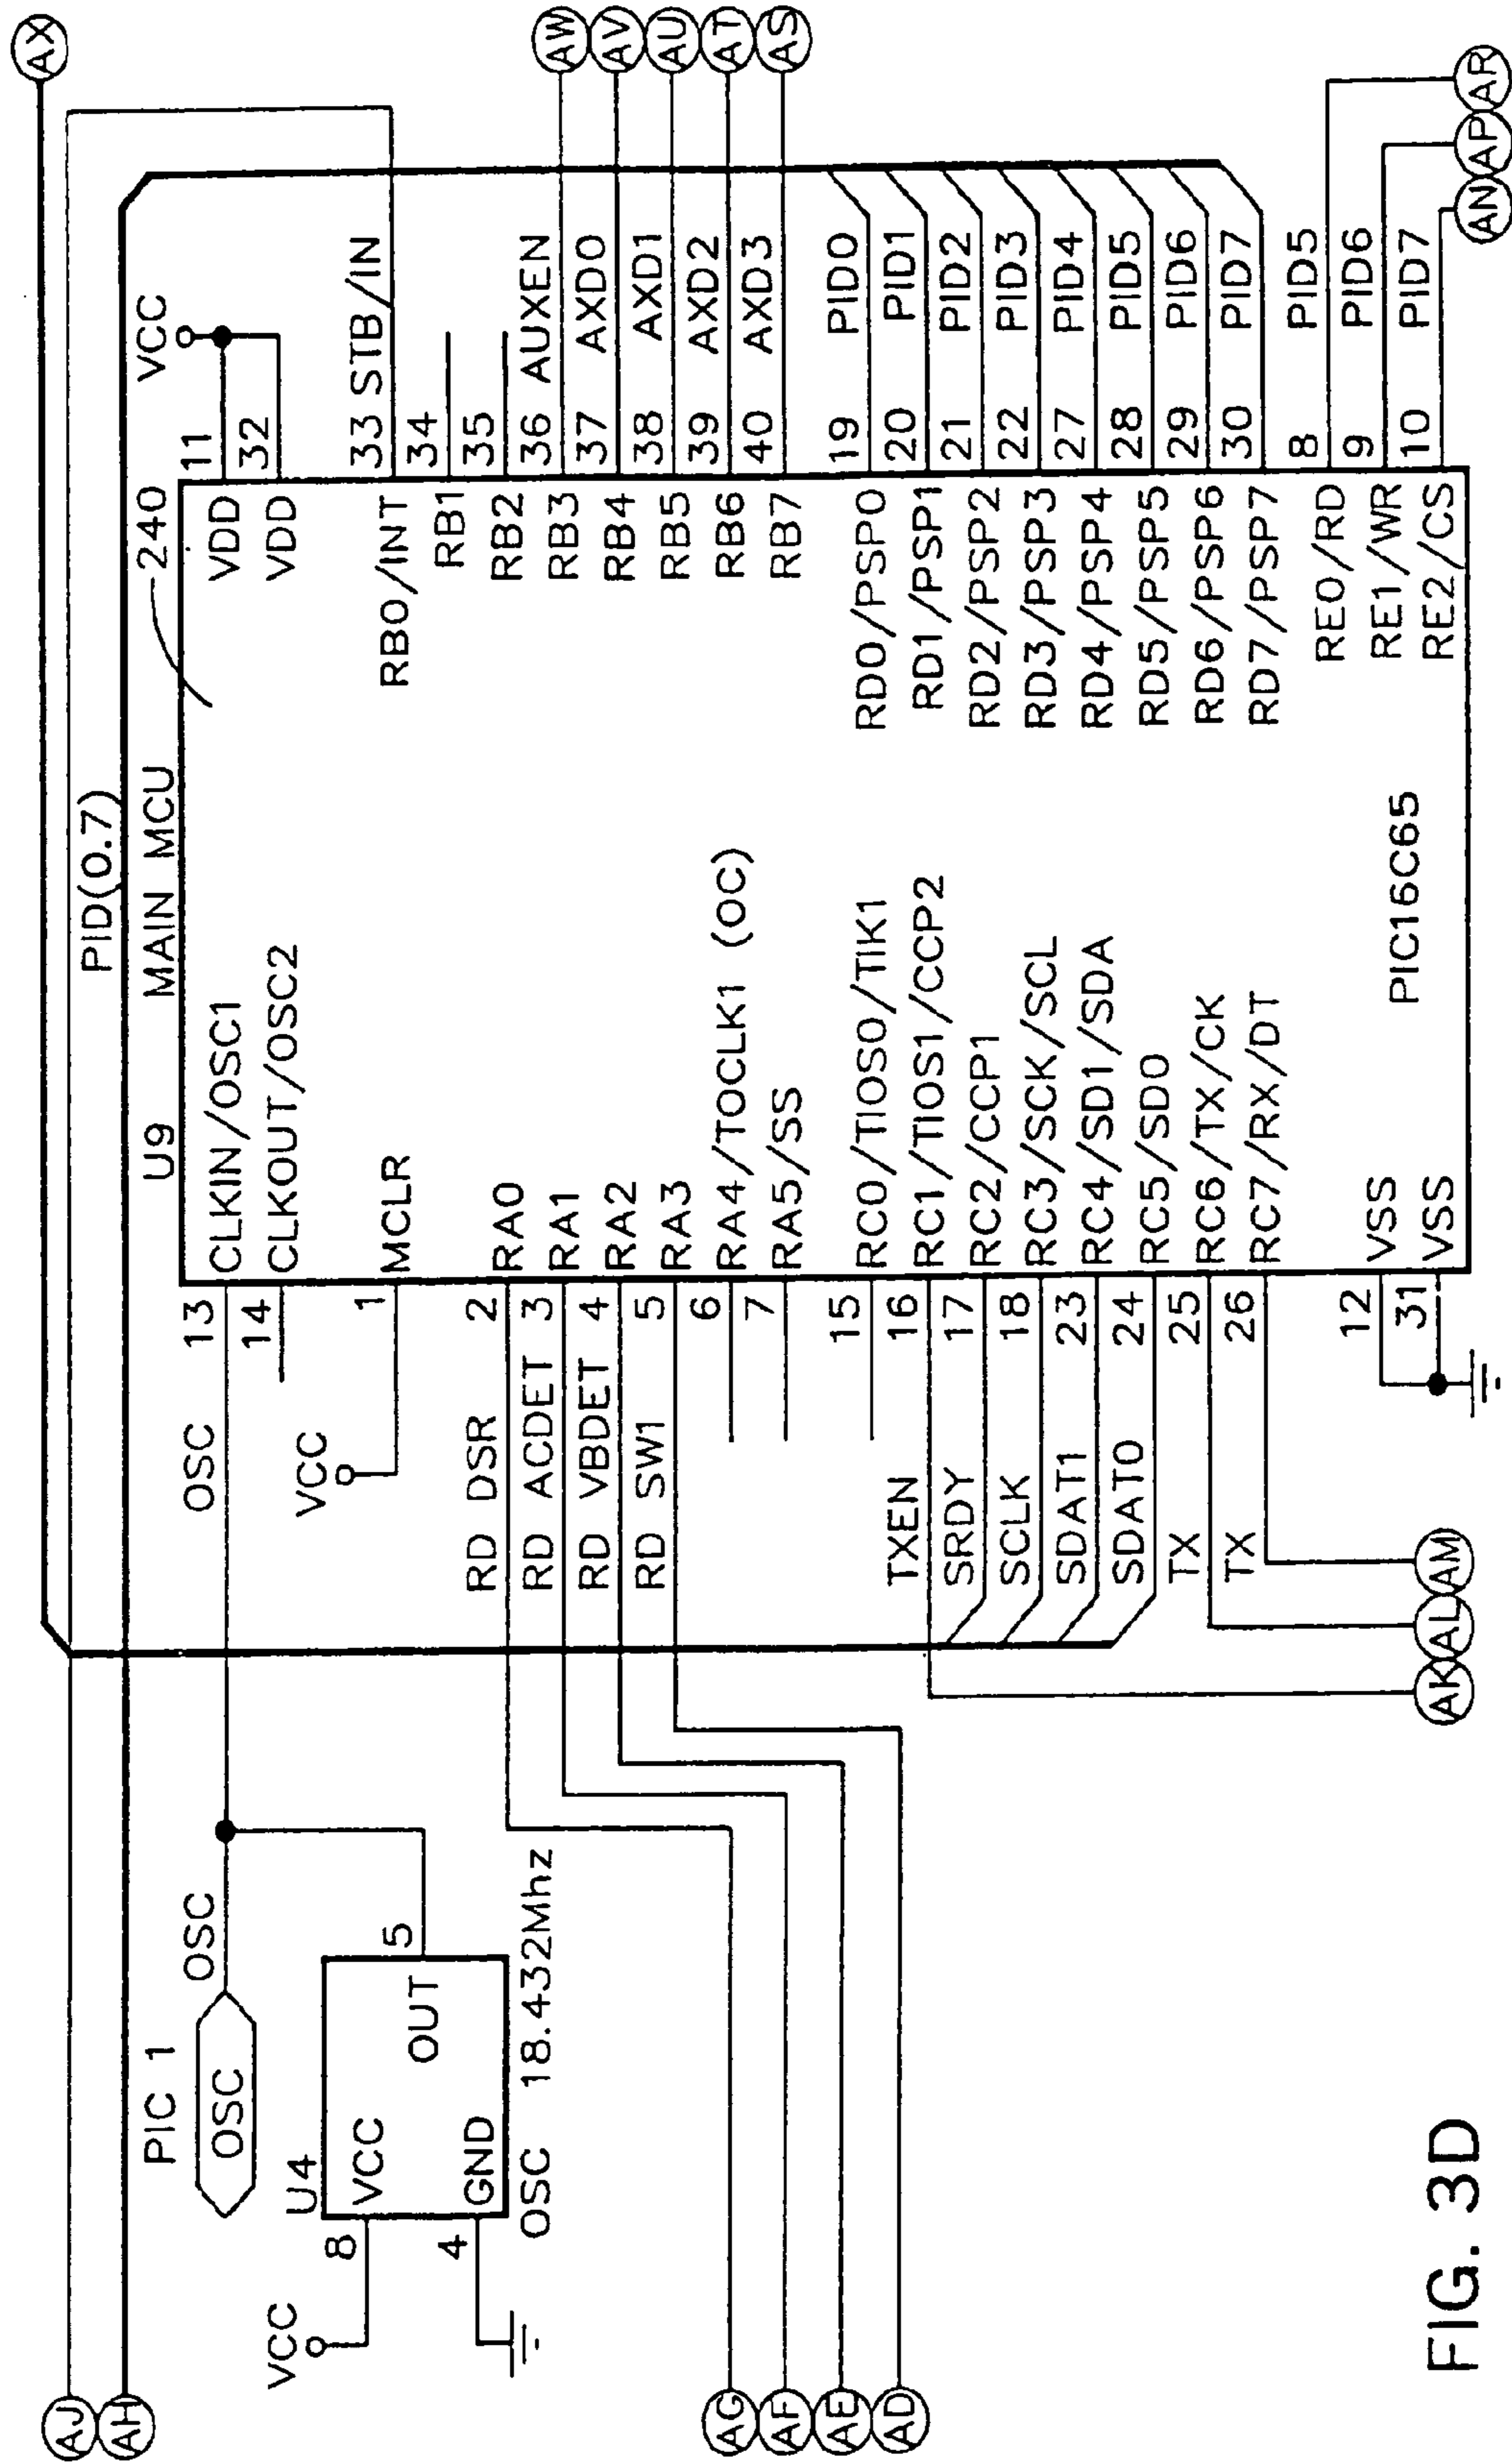 AX
AJ
AH
PID(0.7)
U9 MAIN MCU 240
PIC 1
OSC
OSC
U4
VCC
8
VCC
OUT
5
4
GND
OSC 18.432Mhz
OSC
13
CLKIN/OSC1
14
CLKOUT/OSC2
VCC
1
MCLR
RD DSR 2 RA0
RD ACDET 3 RA1
RD VBDET 4 RA2
RD SW1 5 RA3
6 RA4/TOCLK1 (OC)
7 RA5/SS
15 RC0/TIOS0/TIK1
TXEN 16 RC1/TIOS1/CCP2
SRDY 17 RC2/CCP1
SCLK 18 RC3/SCK/SCL
SDAT1 23 RC4/SD1/SDA
SDAT0 24 RC5/SD0
TX 25 RC6/TX/CK
TX 26 RC7/RX/DT
12 VSS
31 VSS
PIC16C65
VCC
VDD 11
VDD 32
RBO/INT 33 STB/IN
RB1 34
RB2 35
RB3 36 AUXEN AW
RB4 37 AXD0 AV
RB5 38 AXD1 AU
RB6 39 AXD2 AT
RB7 40 AXD3 AS
RD0/PSP0 19 PID0
RD1/PSP1 20 PID1
RD2/PSP2 21 PID2
RD3/PSP3 22 PID3
RD4/PSP4 27 PID4
RD5/PSP5 28 PID5
RD6/PSP6 29 PID6
RD7/PSP7 30 PID7
RE0/RD 8 PID5
RE1/WR 9 PID6
RE2/CS 10 PID7
AG
AF
AE
AD
AK AL AM
AN AP AR
FIG. 3D